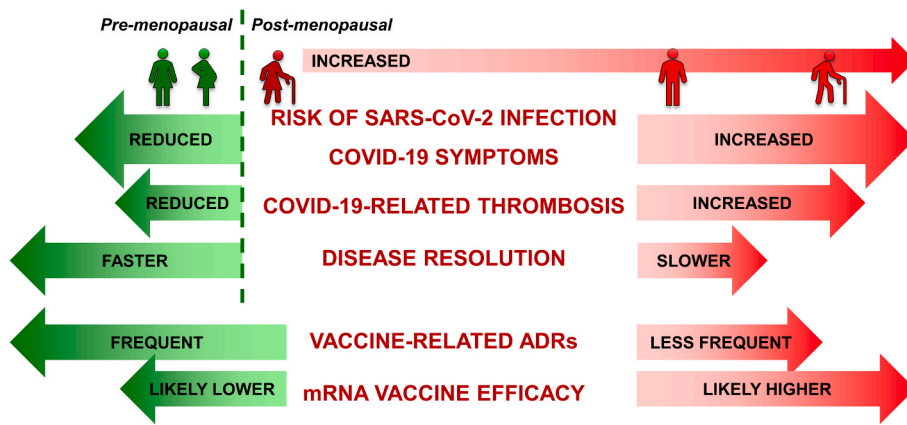 Pre-menopausal Post-menopausal
INCREASED
RISK OF SARS-CoV-2 INFECTION
REDUCED INCREASED
COVID-19 SYMPTOMS
REDUCED COVID-19-RELATED THROMBOSIS INCREASED
FASTER DISEASE RESOLUTION SLOWER
FREQUENT VACCINE-RELATED ADRs LESS FREQUENT
LIKELY LOWER mRNA VACCINE EFFICACY LIKELY HIGHER